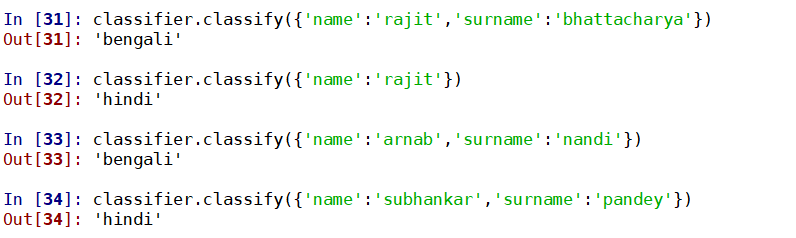 In [31]: classifier.classify({'name':'rajit','surname':'bhattacharya'})
Out[31]: 'bengali'
In [32]: classifier.classify({'name':'rajit'})
Out[32]: 'hindi'
In [33]: classifier.classify({'name':'arnab','surname':'nandi'})
Out[33]: 'bengali'
In [34]: classifier.classify({'name':'subhankar','surname':'pandey'})
Out[34]: 'hindi'